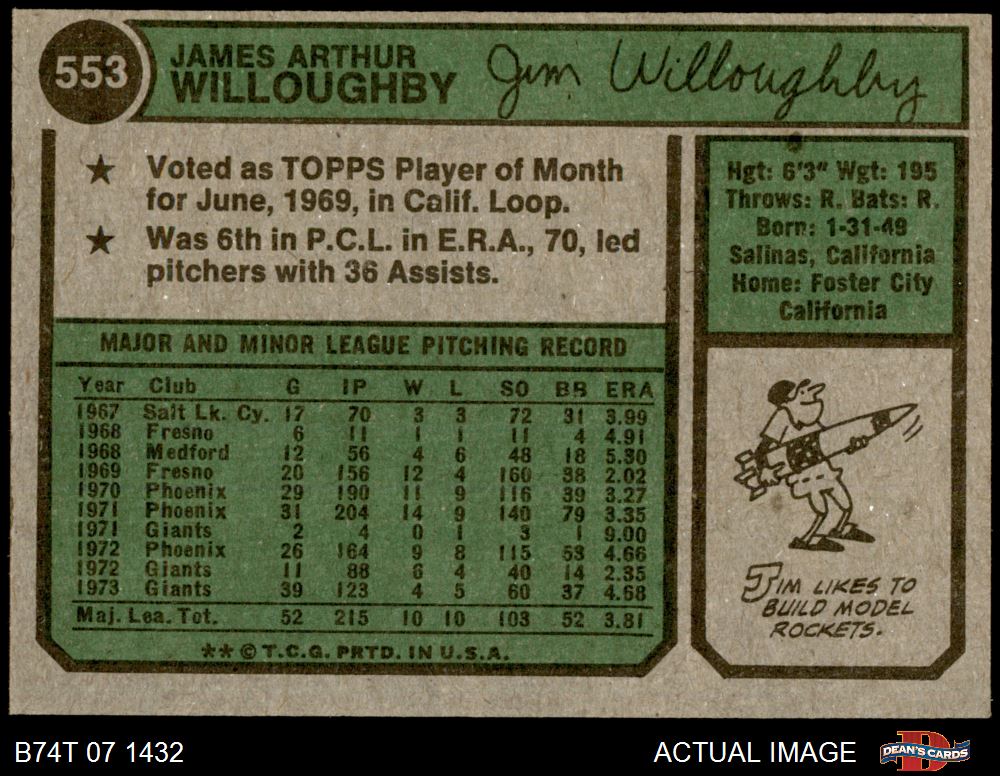 553
JAMES ARTHUR
WILLOUGHBY
Jim Willoughby
★ Voted as TOPPS Player of Month
for June, 1969, in Calif. Loop.
★ Was 6th in P.C.L. in E.R.A., 70, led
pitchers with 36 Assists.
Hgt: 6'3" Wgt: 195
Throws: R. Bats: R.
Born: 1-31-49
Salinas, California
Home: Foster City
California
MAJOR AND MINOR LEAGUE PITCHING RECORD
Year Club G IP W L SO BB ERA
1967 Salt Lk. Cy. 17 70 3 3 72 31 3.99
1968 Fresno 6 11 1 1 11 4 4.91
1968 Medford 12 56 4 6 48 18 5.30
1969 Fresno 20 156 12 4 160 38 2.02
1970 Phoenix 29 190 11 9 116 39 3.27
1971 Phoenix 31 204 14 9 140 79 3.35
1971 Giants 2 4 0 1 3 1 9.00
1972 Phoenix 26 164 9 8 115 53 4.66
1972 Giants 11 88 6 4 40 14 2.35
1973 Giants 39 123 4 5 60 37 4.68
Maj. Lea. Tot. 52 215 10 10 103 52 3.81
**©T.C.G. PRTD. IN U.S.A.
JIM LIKES TO
BUILD MODEL
ROCKETS.
B74T 07 1432
ACTUAL IMAGE
DEAN'S CARDS